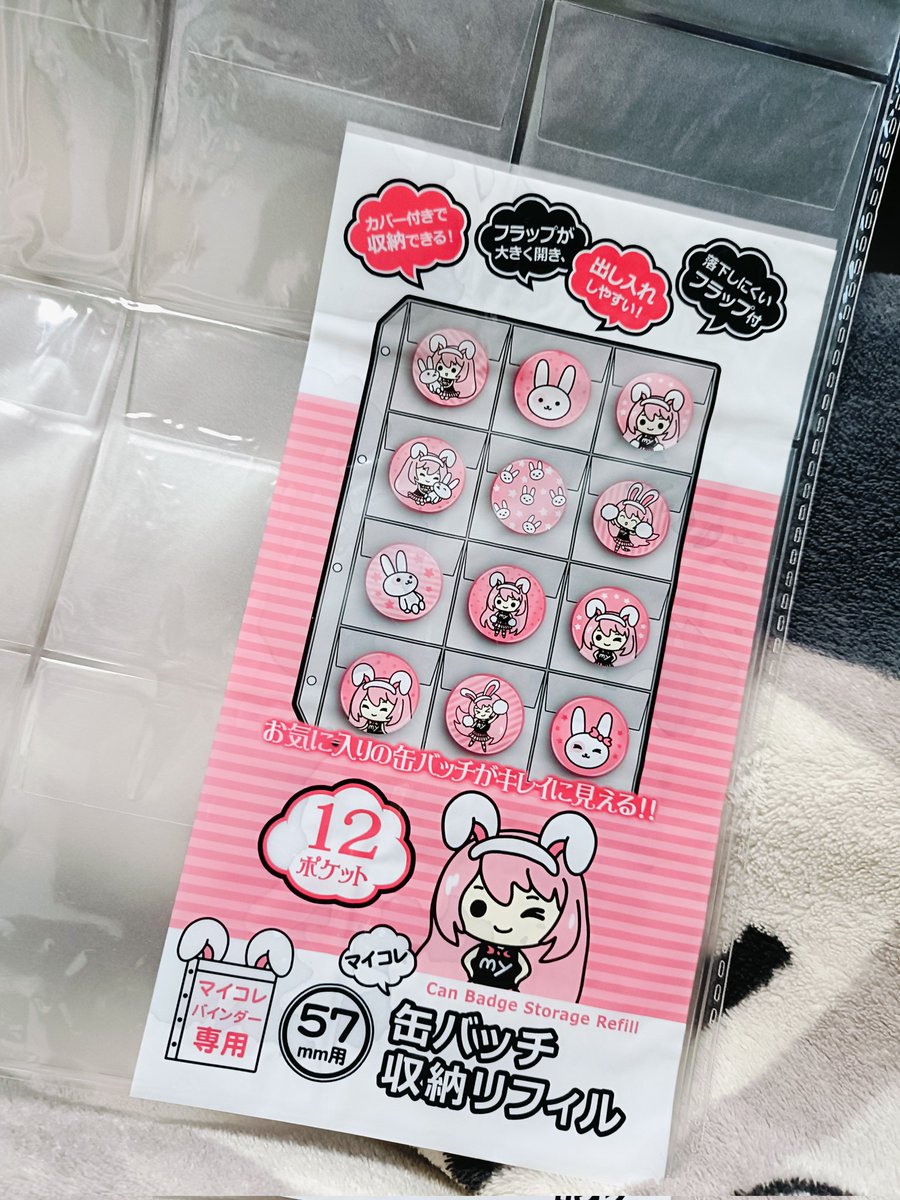 カバー付きで
収納できる!
フラップが
大きく開き、
出し入れ
しやすい!
落下しにくい
フラップ付
my
お気に入りの缶バッチがキレイに見える!!
12
ポケット
my
マイコレ
マイコレ
バインダー
専用
57
mm用
Can Badge Storage Refill
缶バッチ
収納リフィル